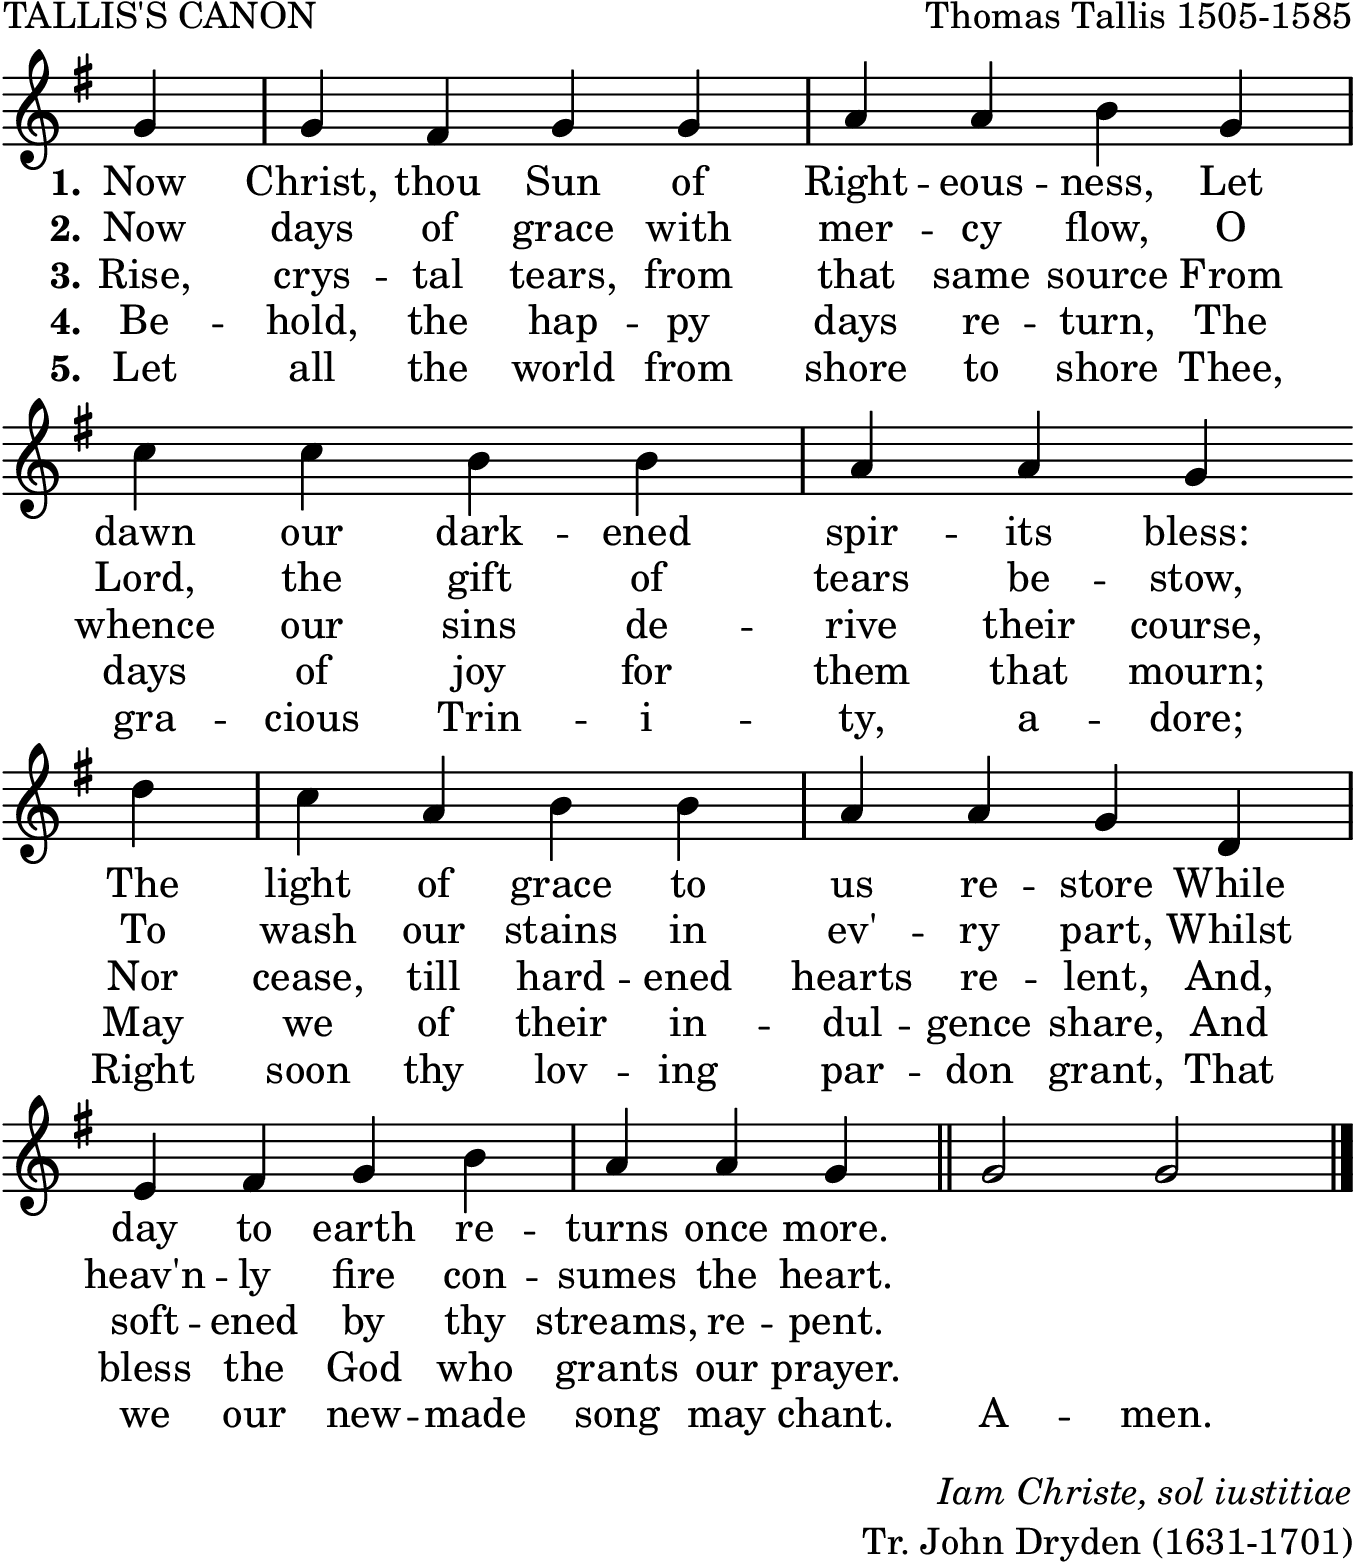 TALLIS'S CANON Thomas Tallis 1505-1585
1. Now Christ, thou Sun of Right - eous - ness, Let
2. Now days of grace with mer - cy flow, O
3. Rise, crys - tal tears, from that same source From
4. Be - hold, the hap - py days re - turn, The
5. Let all the world from shore to shore Thee,
dawn our dark - ened spir - its bless:
Lord, the gift of tears be - stow,
whence our sins de - rive their course,
days of joy for them that mourn;
gra - cious Trin - i - ty, a - dore;
The light of grace to us re - store While
To wash our stains in ev' - ry part, Whilst
Nor cease, till hard - ened hearts re - lent, And,
May we of their in - dul - gence share, And
Right soon thy lov - ing par - don grant, That
day to earth re - turns once more.
heav'n - ly fire con - sumes the heart.
soft - ened by thy streams, re - pent.
bless the God who grants our prayer.
we our new - made song may chant. A - men.
Iam Christe, sol iustitiae
Tr. John Dryden (1631-1701)